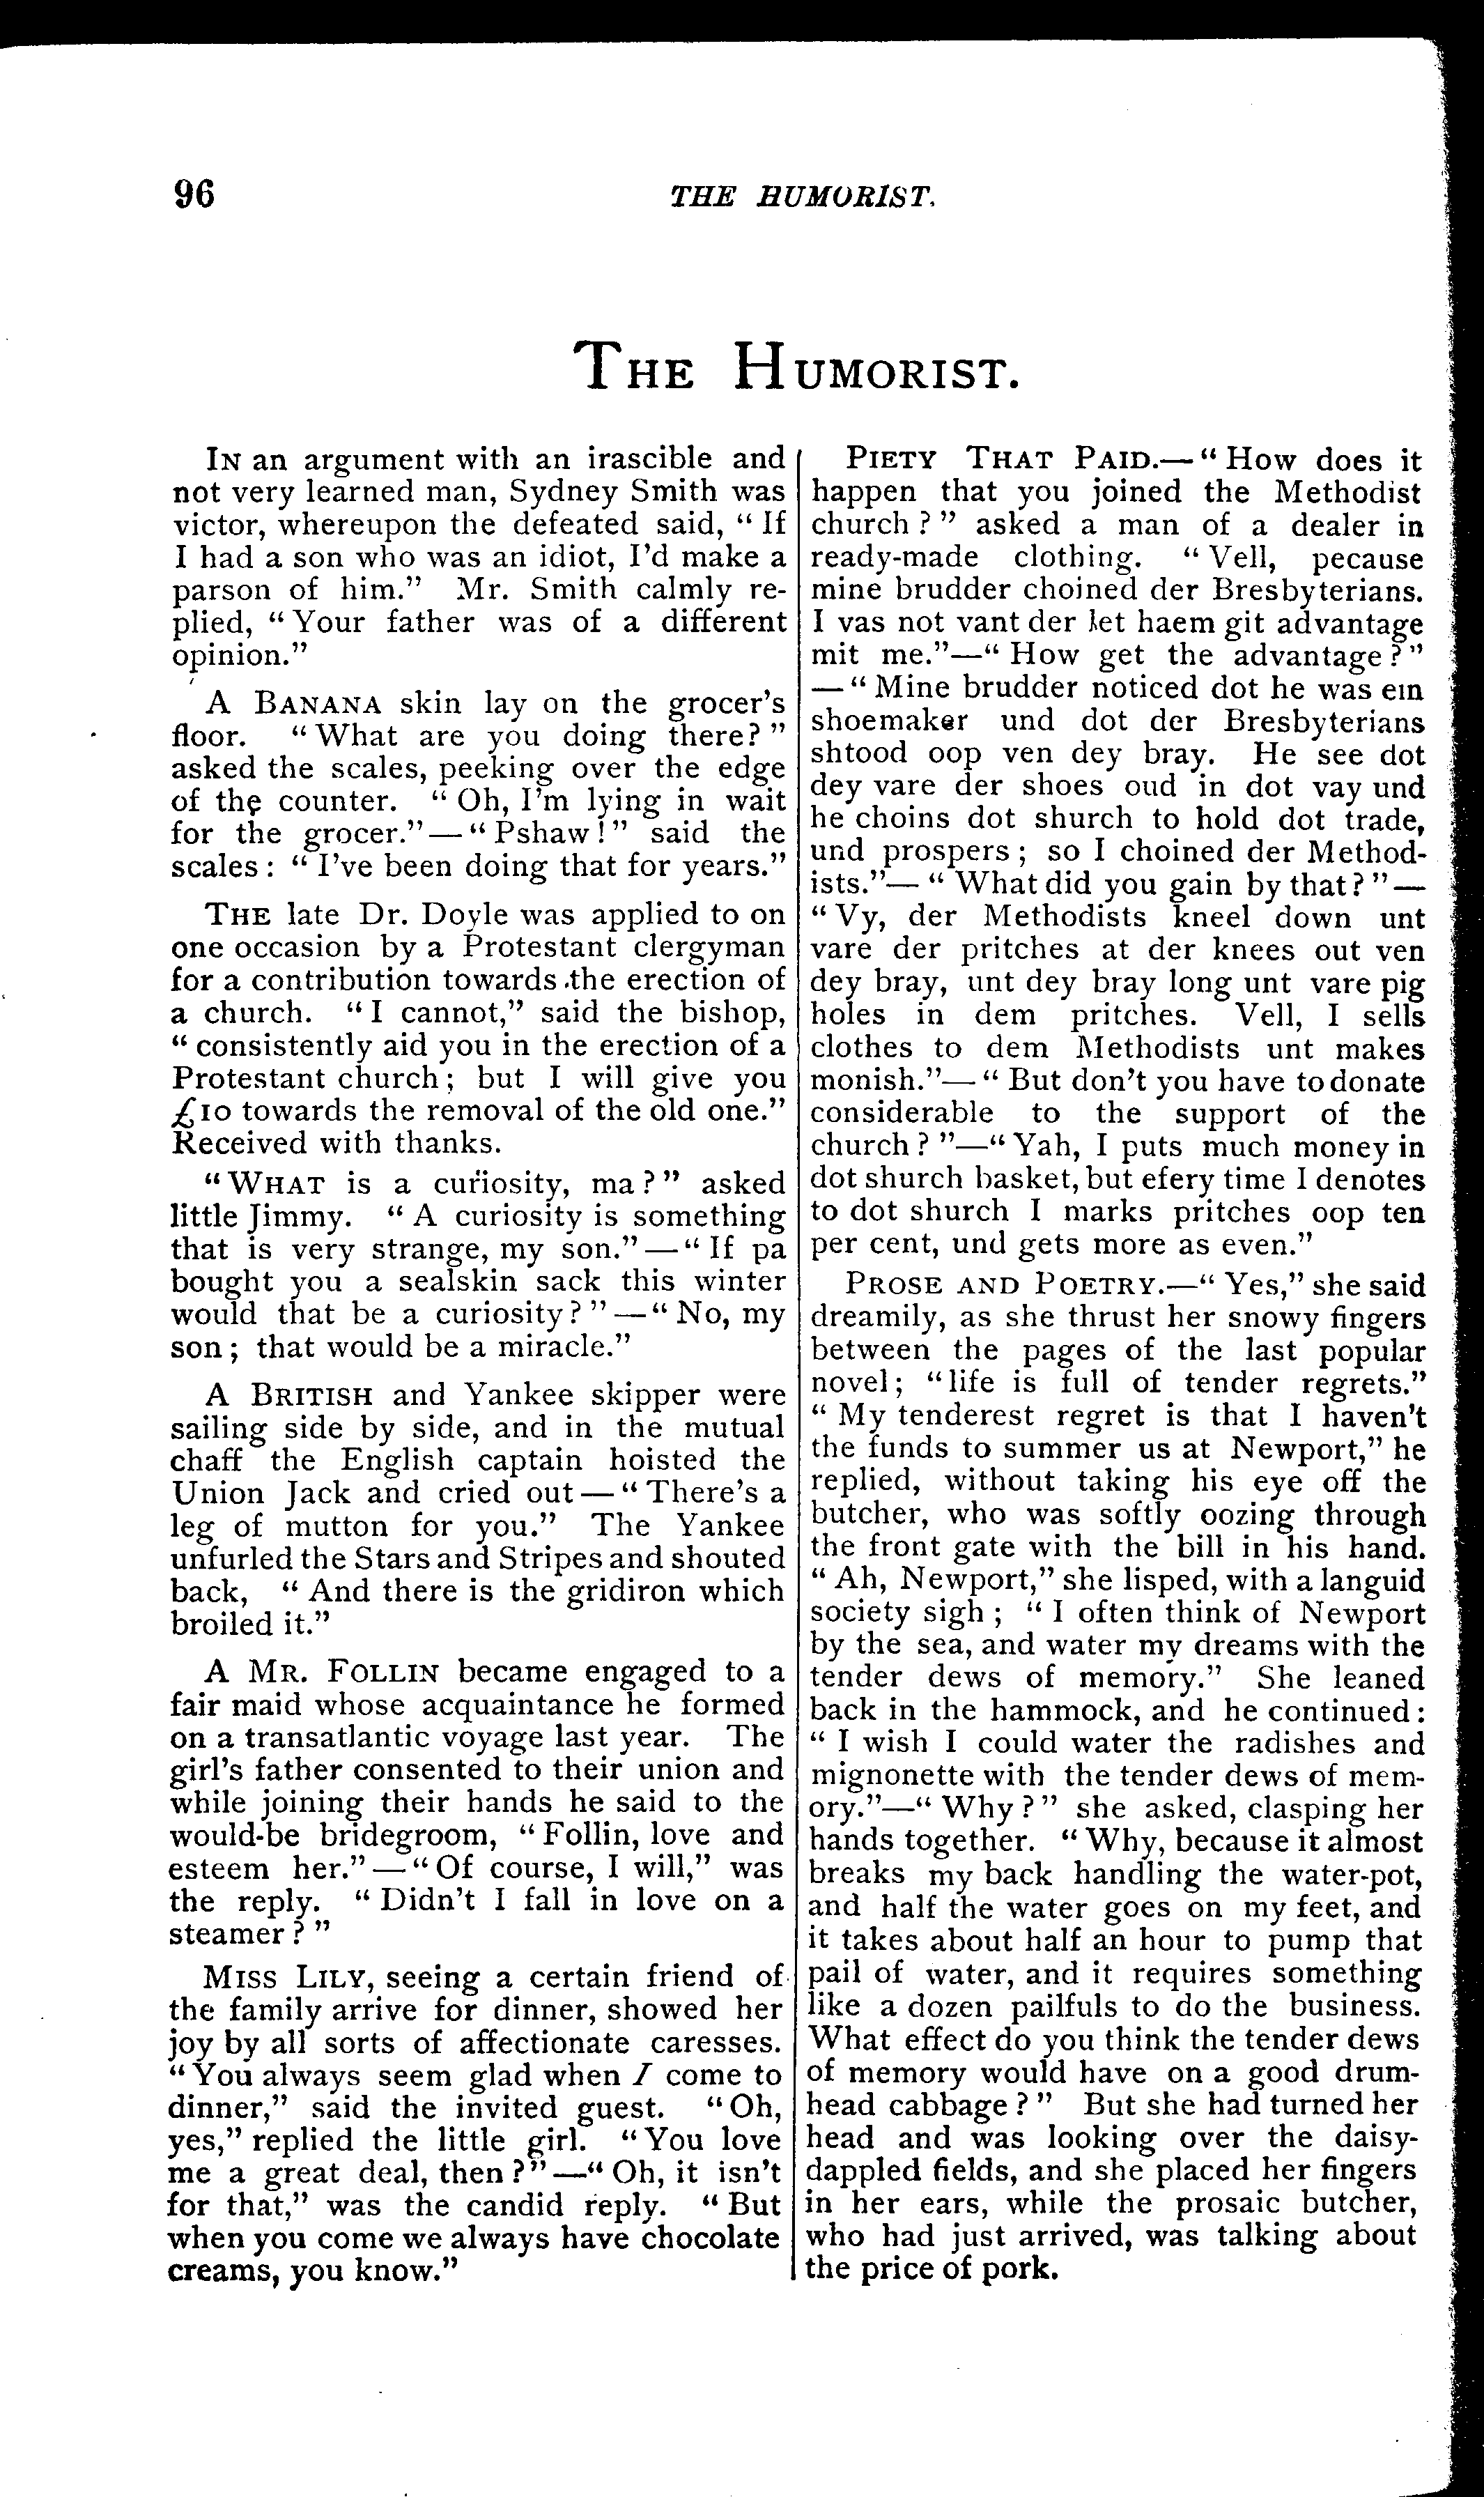 96
THE HUMORIST.
THE HUMORIST.
IN an argument with an irascible and
not very learned man, Sydney Smith was
victor, whereupon the defeated said, “ If
I had a son who was an idiot, I’d make a
parson of him.” Mr. Smith calmly re-
plied, “ Your father was of a different
opinion.”
A BANANA skin lay on the grocer’s
floor. “ What are you doing there? ”
asked the scales, peeking over the edge
of the counter. “ Oh, I’m lying in wait
for the grocer.” — “ Pshaw ! ” said the
scales : “ I’ve been doing that for years.”
THE late Dr. Doyle was applied to on
one occasion by a Protestant clergyman
for a contribution towards the erection of
a church. “ I cannot,” said the bishop,
“ consistently aid you in the erection of a
Protestant church ; but I will give you
£10 towards the removal of the old one.”
Received with thanks.
“ WHAT is a curiosity, ma ? ” asked
little Jimmy. “ A curiosity is something
that is very strange, my son.” — “ If pa
bought you a sealskin sack this winter
would that be a curiosity ? ” — “ No, my
son ; that would be a miracle.”
A BRITISH and Yankee skipper were
sailing side by side, and in the mutual
chaff the English captain hoisted the
Union Jack and cried out — “ There’s a
leg of mutton for you.” The Yankee
unfurled the Stars and Stripes and shouted
back, “ And there is the gridiron which
broiled it.”
A MR. FOLLIN became engaged to a
fair maid whose acquaintance he formed
on a transatlantic voyage last year. The
girl’s father consented to their union and
while joining their hands he said to the
would-be bridegroom, “ Follin, love and
esteem her.” — “ Of course, I will,” was
the reply. “ Didn’t I fall in love on a
steamer ? ”
MISS LILY, seeing a certain friend of
the family arrive for dinner, showed her
joy by all sorts of affectionate caresses.
“ You always seem glad when I come to
dinner,” said the invited guest. “ Oh,
yes,” replied the little girl. “ You love
me a great deal, then ? ” — “ Oh, it isn’t
for that,” was the candid reply. “ But
when you come we always have chocolate
creams, you know.”
PIETY THAT PAID.— “ How does it
happen that you joined the Methodist
church ? ” asked a man of a dealer in
ready-made clothing. “ Vell, pecause
mine brudder choined der Bresbyterians.
I vas not vant der let haem git advantage
mit me.”—“ How get the advantage ? ”
— “ Mine brudder noticed dot he was ein
shoemaker und dot der Bresbyterians
shtood oop ven dey bray. He see dot
dey vare der shoes oud in dot vay und
he choins dot shurch to hold dot trade,
und prospers ; so I choined der Method-
ists.”— “ What did you gain by that ? ” —
“ Vy, der Methodists kneel down unt
vare der pritches at der knees out ven
dey bray, unt dey bray long unt vare pig
holes in dem pritches. Vell, I sells
clothes to dem Methodists unt makes
monish.”— “ But don’t you have to donate
considerable to the support of the
church ? ”—“ Yah, I puts much money in
dot shurch basket, but efery time I denotes
to dot shurch I marks pritches oop ten
per cent, und gets more as even.”
PROSE AND POETRY.—“ Yes,” she said
dreamily, as she thrust her snowy fingers
between the pages of the last popular
novel ; “ life is full of tender regrets.”
“ My tenderest regret is that I haven’t
the funds to summer us at Newport,” he
replied, without taking his eye off the
butcher, who was softly oozing through
the front gate with the bill in his hand.
“ Ah, Newport,” she lisped, with a languid
society sigh ; “ I often think of Newport
by the sea, and water my dreams with the
tender dews of memory.” She leaned
back in the hammock, and he continued :
“ I wish I could water the radishes and
mignonette with the tender dews of mem-
ory.”—“ Why ? ” she asked, clasping her
hands together. “ Why, because it almost
breaks my back handling the water-pot,
and half the water goes on my feet, and
it takes about half an hour to pump that
pail of water, and it requires something
like a dozen pailfuls to do the business.
What effect do you think the tender dews
of memory would have on a good drum-
head cabbage ? ” But she had turned her
head and was looking over the daisy-
dappled fields, and she placed her fingers
in her ears, while the prosaic butcher,
who had just arrived, was talking about
the price of pork.